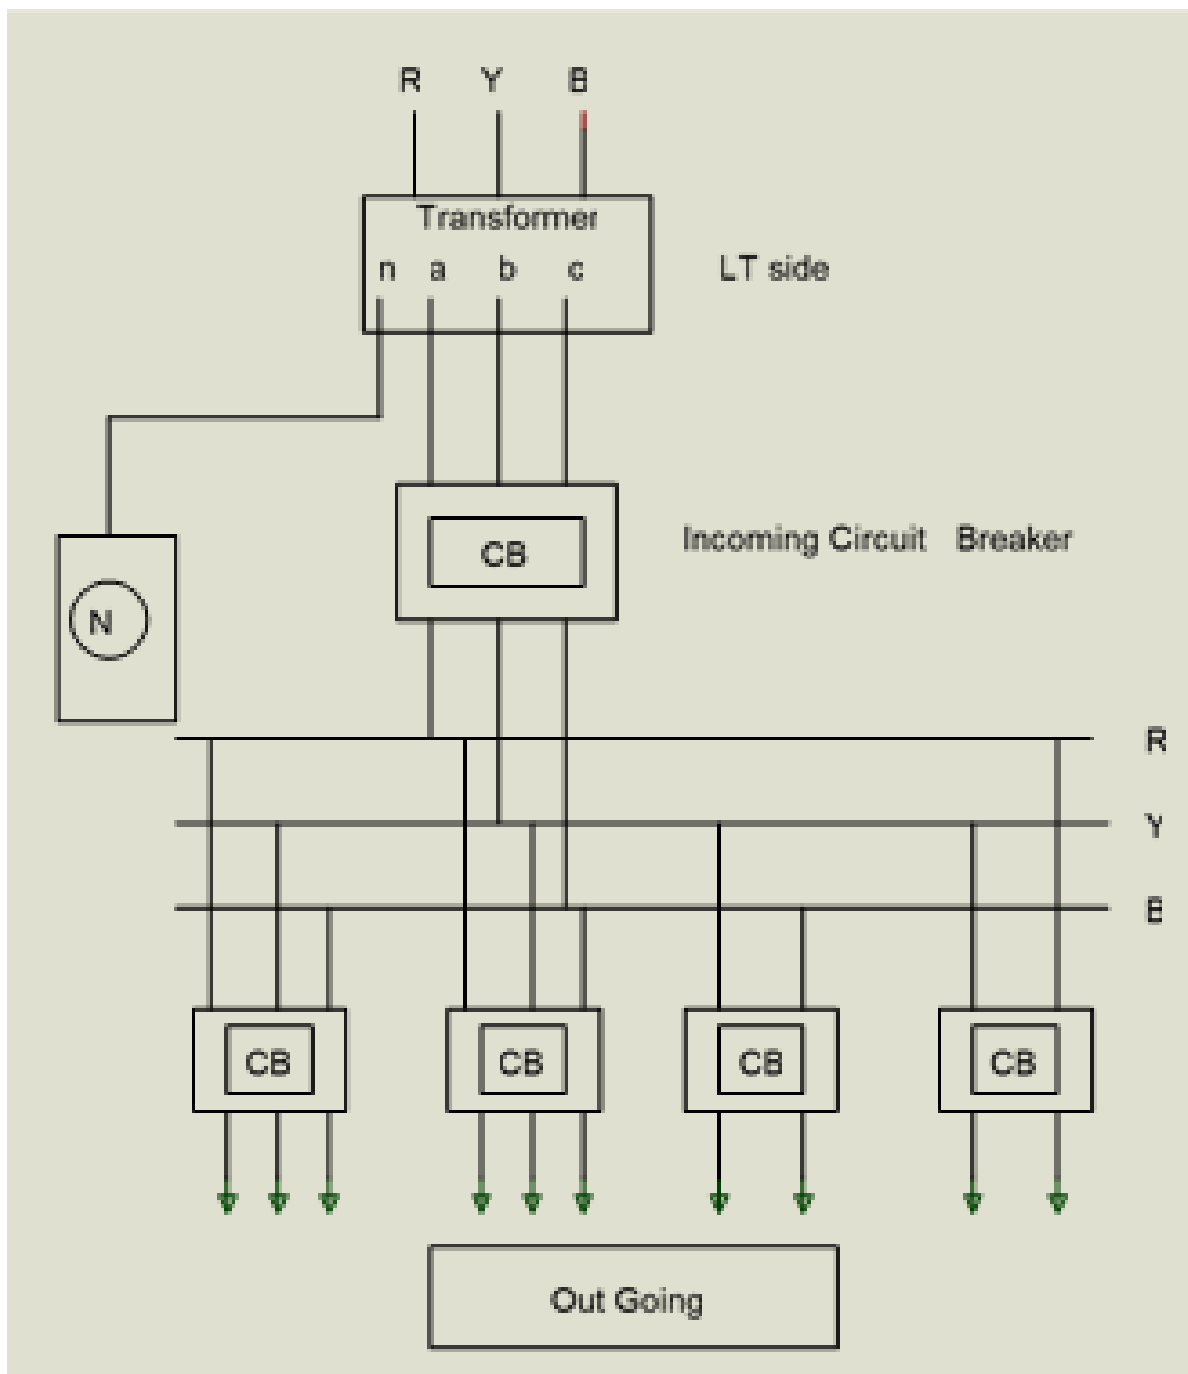 R Y B
Transformer
n a b c
LT side
Incoming Circuit Breaker
CB
N
R
Y
B
CB CB CB CB
Out Going